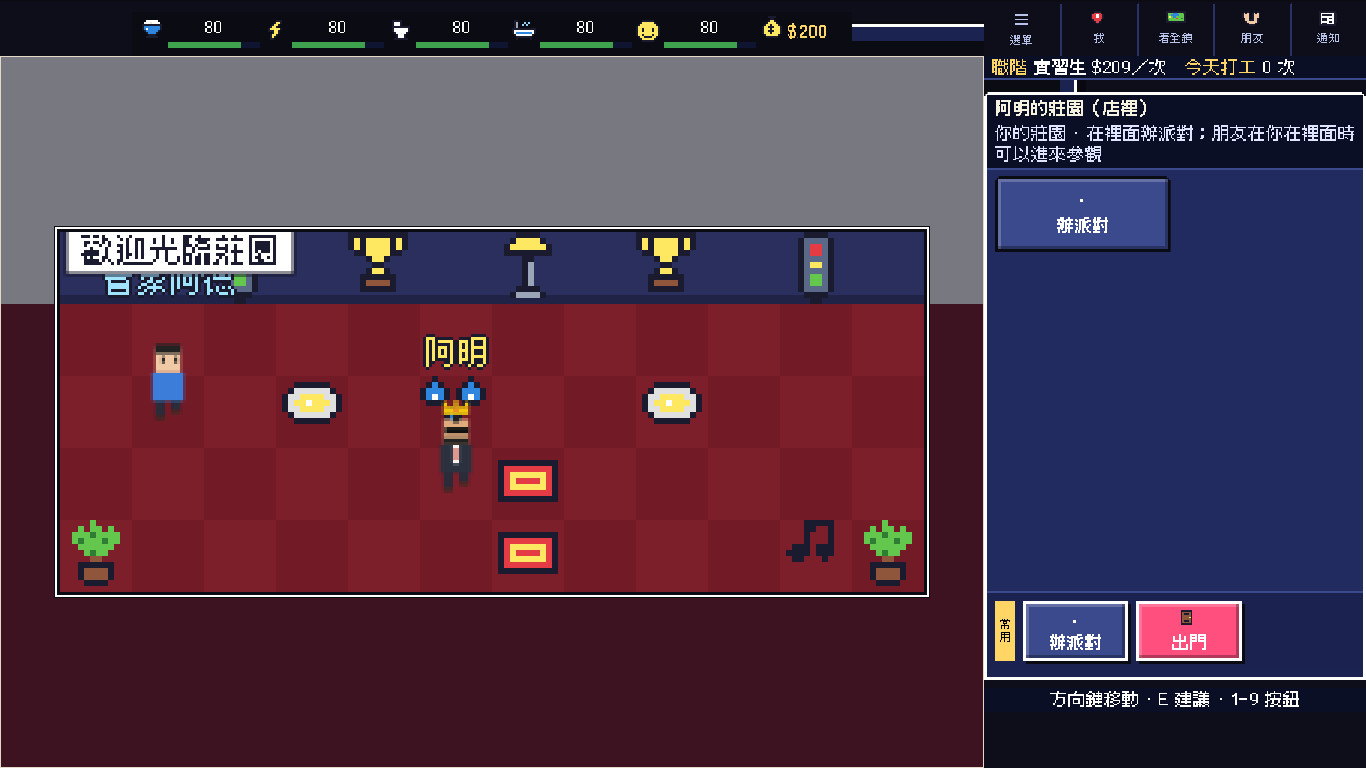 80 80 80 80 80 $200
選單 我 看全鎮 朋友 通知
職階 實習生 $209／次 今天打工 0 次
阿明的莊園（店裡）
你的莊園・在裡面辦派對；朋友在你在裡面時
可以進來參觀
辦派對
歡迎光臨莊園
管家阿德
阿明
常用
辦派對
出門
方向鍵移動・E 建議・1-9 按鈕